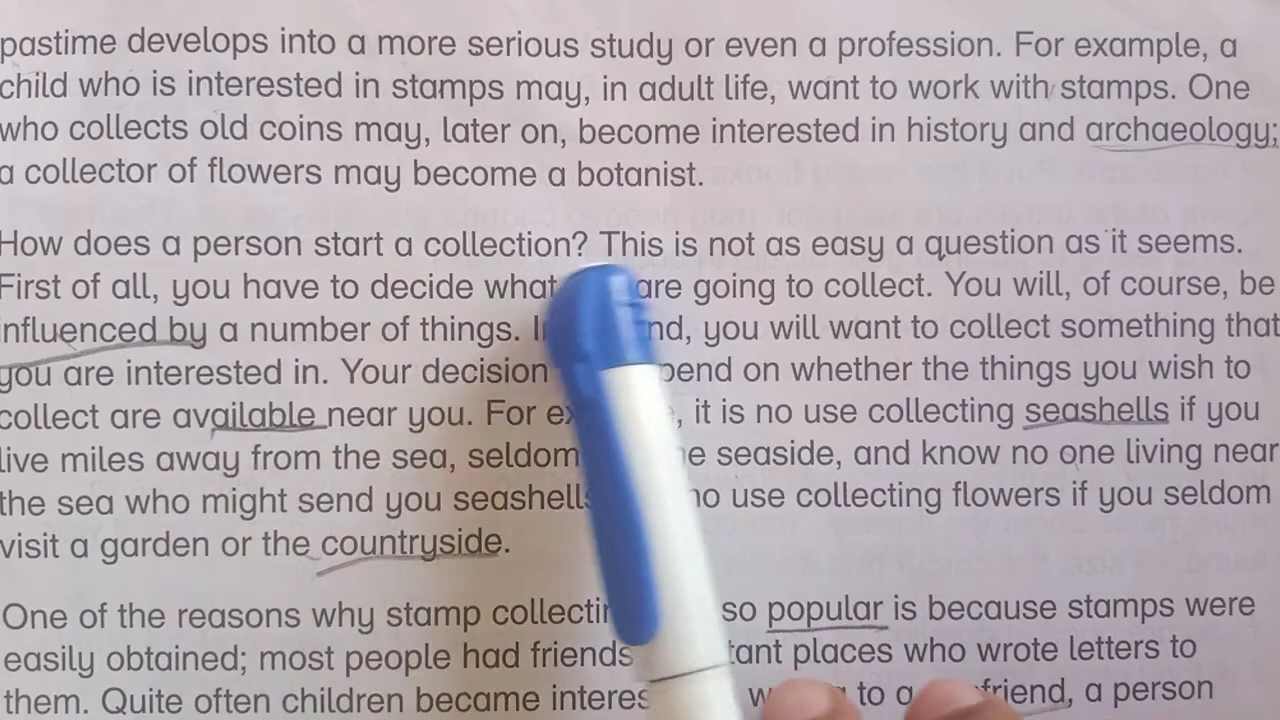 pastime develops into a more serious study or even a profession. For example, a
child who is interested in stamps may, in adult life, want to work with stamps. One
who collects old coins may, later on, become interested in history and archaeology;
a collector of flowers may become a botanist.
How does a person start a collection? This is not as easy a question as it seems.
First of all, you have to decide what are going to collect. You will, of course, be
influenced by a number of things. you will want to collect something that
you are interested in. Your decision on whether the things you wish to
collect are available near you. For it is no use collecting seashells if you
live miles away from the sea, seldom seaside, and know no one living near
the sea who might send you seashells no use collecting flowers if you seldom
visit a garden or the countryside.
One of the reasons why stamp so popular is because stamps were
easily obtained; most people had friends places who wrote letters to
them. Quite often children became to a a person